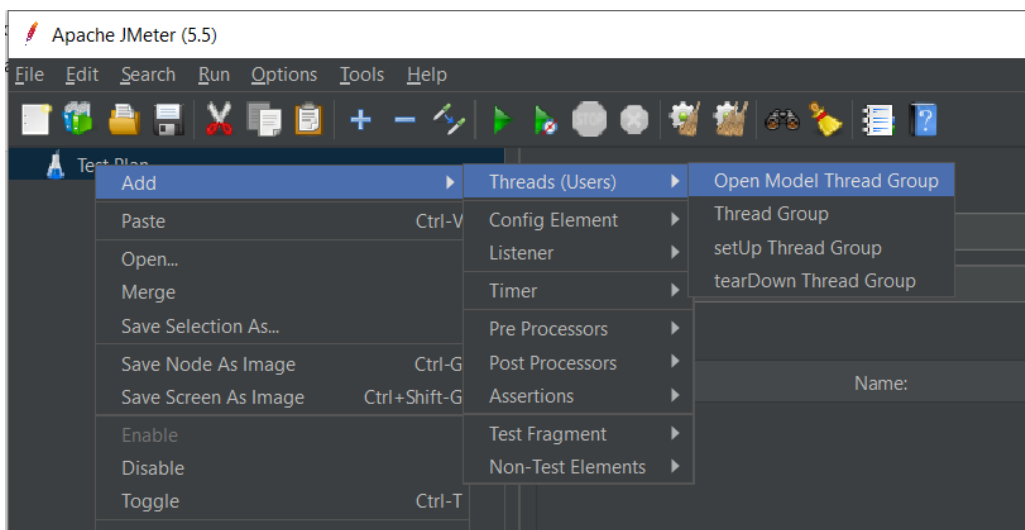 Apache JMeter (5.5)
File Edit Search Run Options Tools Help
STOP
Test Plan
Add
Paste Ctrl-V
Open...
Merge
Save Selection As...
Save Node As Image Ctrl-G
Save Screen As Image Ctrl+Shift-G
Enable
Disable
Toggle Ctrl-T
Threads (Users)
Config Element
Listener
Timer
Pre Processors
Post Processors
Assertions
Test Fragment
Non-Test Elements
Open Model Thread Group
Thread Group
setUp Thread Group
tearDown Thread Group
Name: